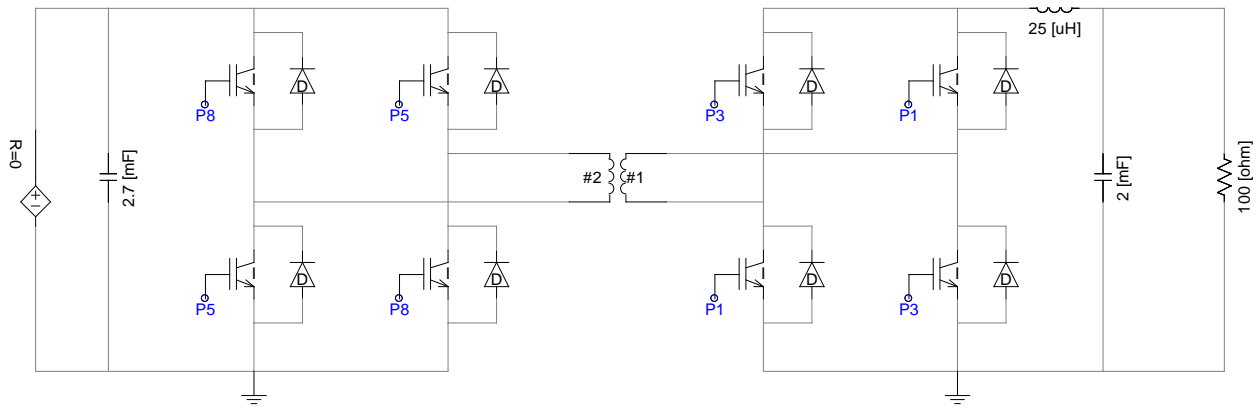 25 [uH]
D
D
D
D
P8
P5
P3
P1
R=0
2.7 [mF]
#2
#1
2 [mF]
100 [ohm]
D
D
D
D
P5
P8
P1
P3